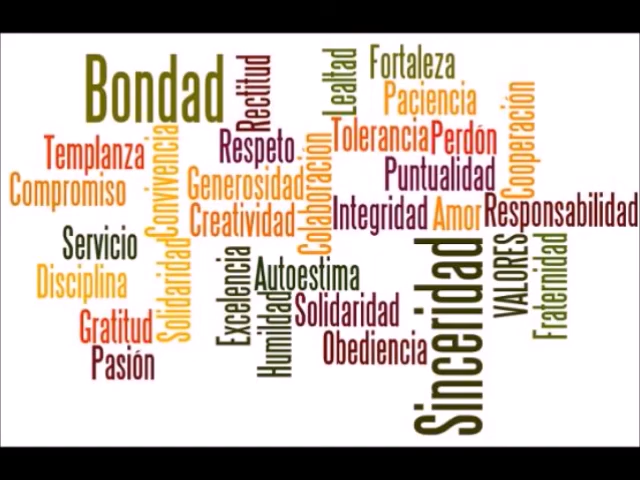 Bondad
Rectitud
Lealtad
Fortaleza
Paciencia
Cooperación
Templanza
Convivencia
Respeto
Colaboración
Tolerancia
Perdón
Compromiso
Generosidad
Puntualidad
Creatividad
Integridad
Amor
Responsabilidad
Servicio
Solidaridad
Excelencia
Autoestima
Sinceridad
VALORES
Fraternidad
Disciplina
Humildad
Solidaridad
Gratitud
Obediencia
Pasión